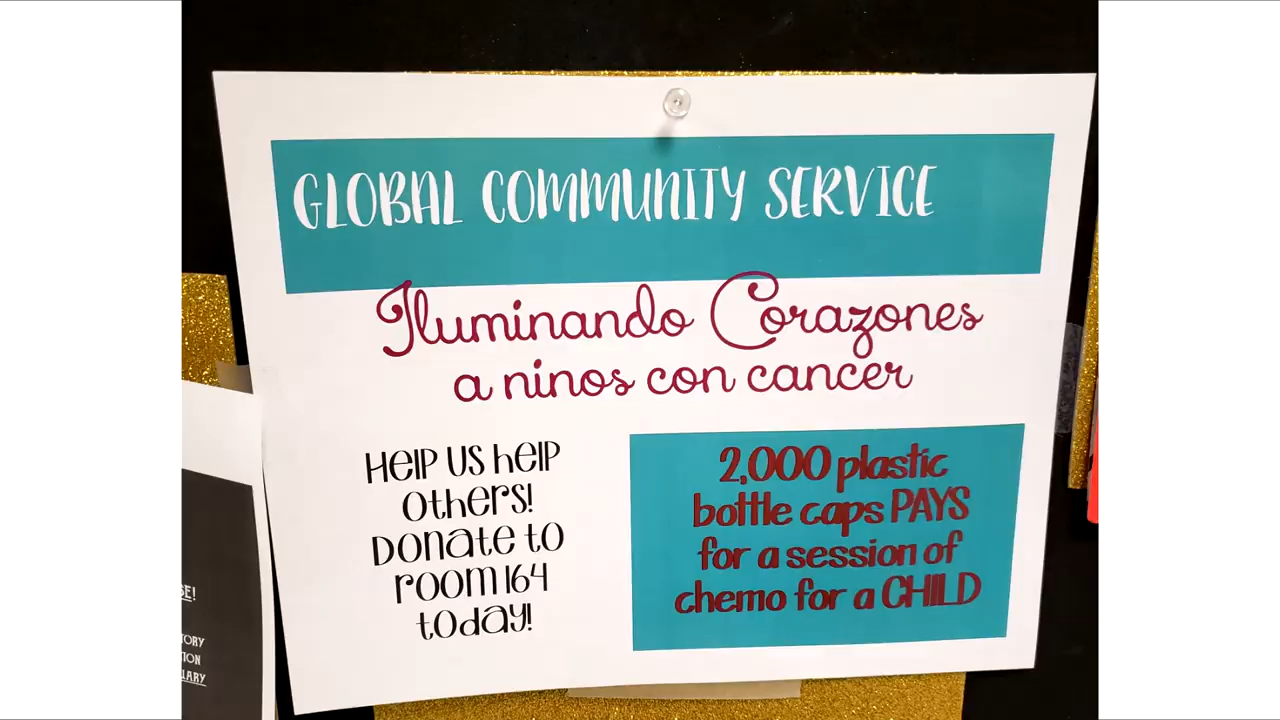 GLOBAL COMMUNITY SERVICE
Iluminando Corazones
a ninos con cancer
Help us help
others!
Donate to
room 164
today!
2,000 plastic
bottle caps PAYS
for a session of
chemo for a CHILD